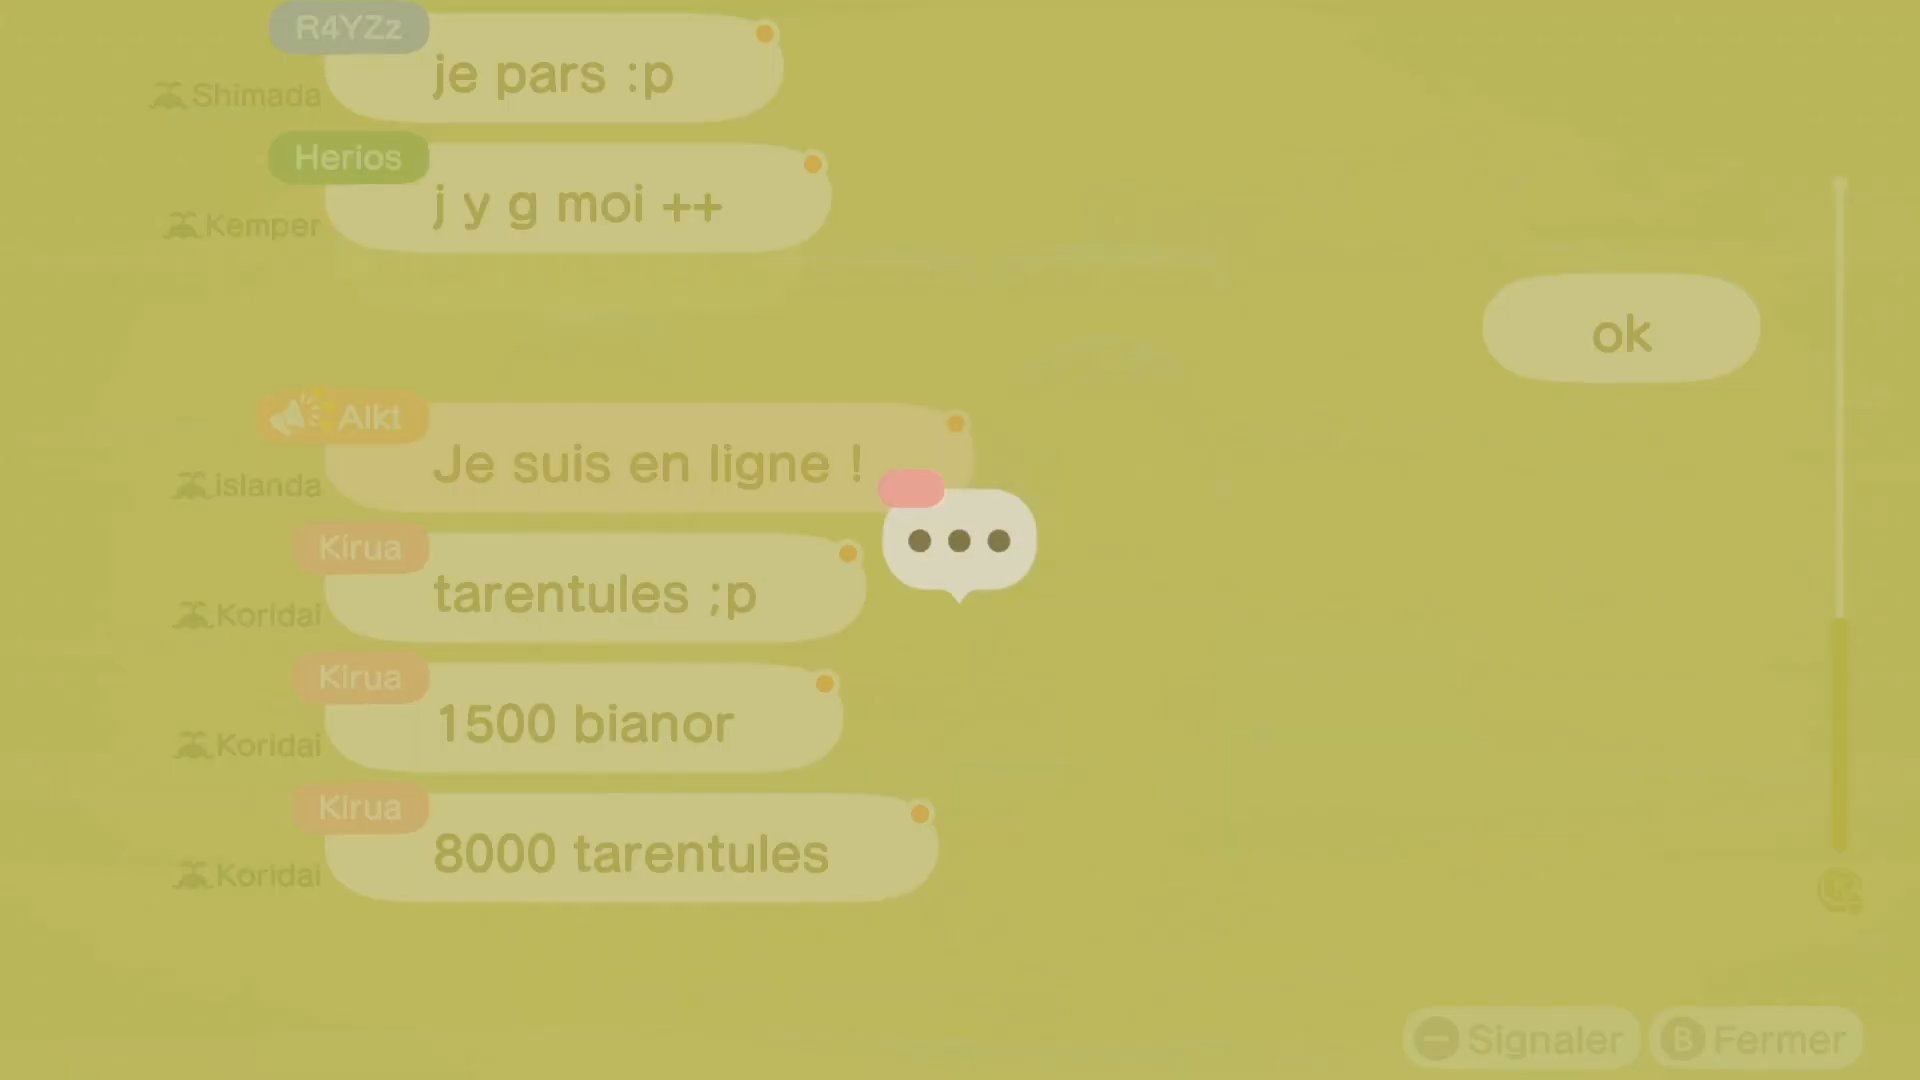 R4YZz
je pars :p
Shimada
Herios
j y g moi ++
Kemper
ok
Alkt
Je suis en ligne !
islanda
Kirua
tarentules ;p
Koridai
Kirua
1500 bianor
Koridai
Kirua
8000 tarentules
Koridai
Signaler
B Fermer